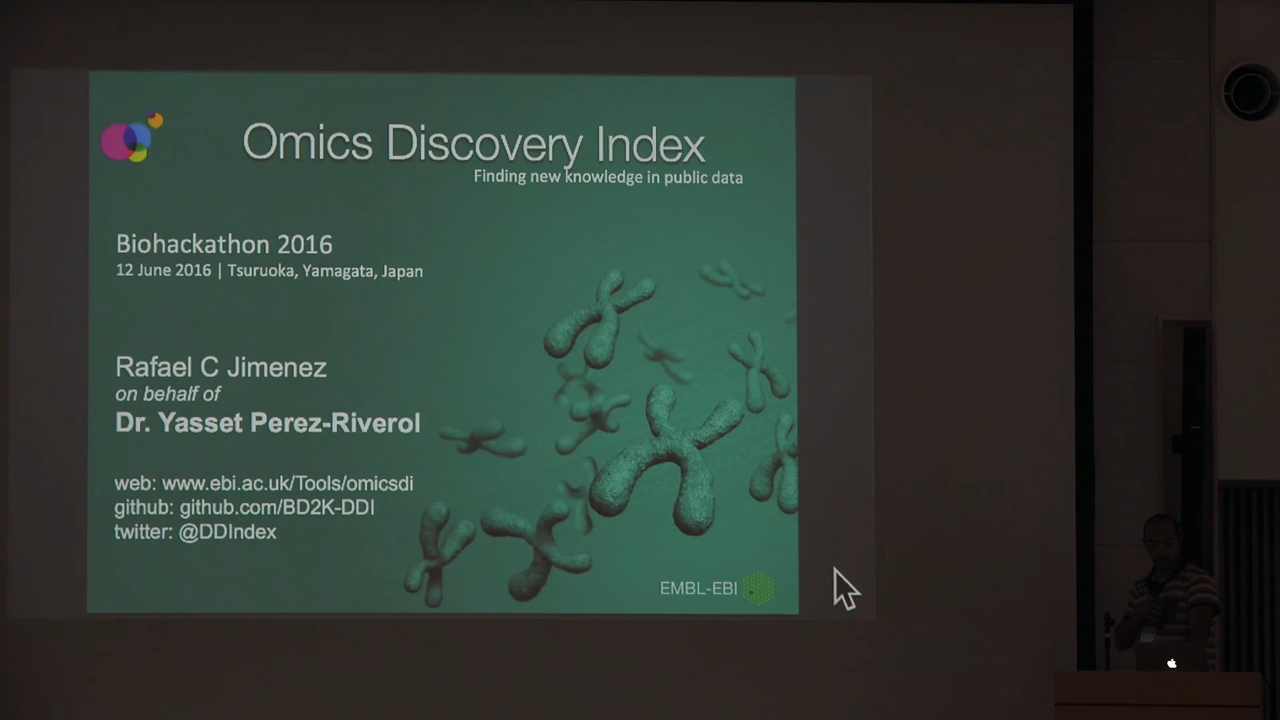 Omics Discovery Index
Finding new knowledge in public data
Biohackathon 2016
12 June 2016 | Tsuruoka, Yamagata, Japan
Rafael C Jimenez
on behalf of
Dr. Yasset Perez-Riverol
web: www.ebi.ac.uk/Tools/omicsdi
github: github.com/BD2K-DDI
twitter: @DDIndex
EMBL-EBI